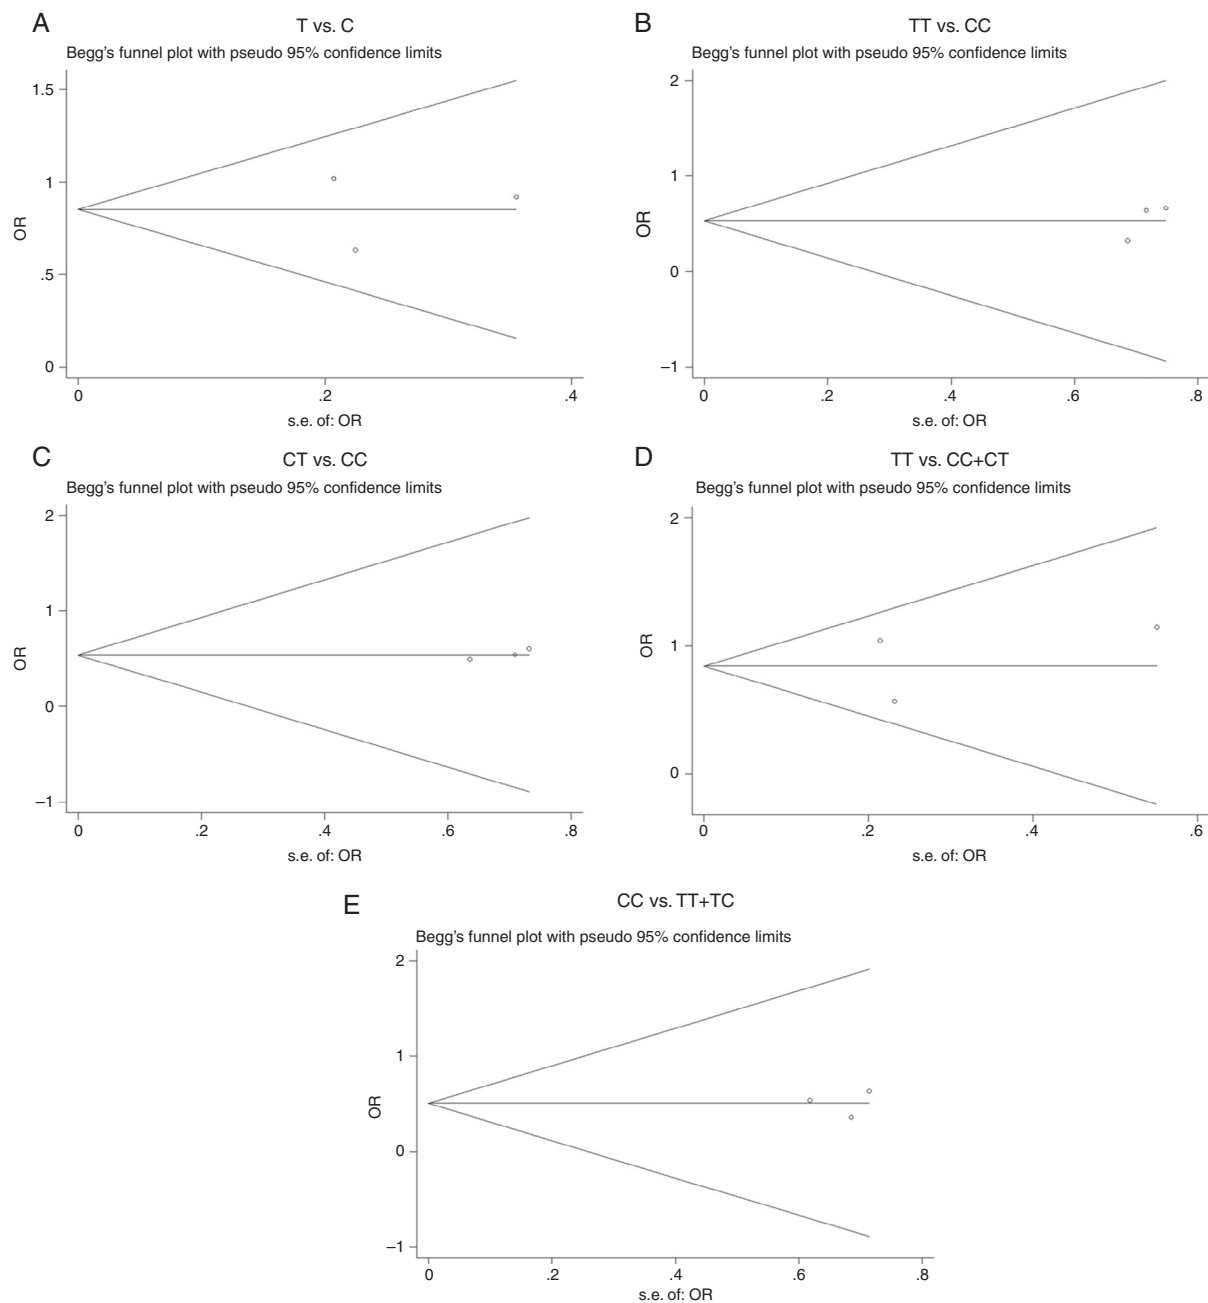 A
T vs. C
Begg's funnel plot with pseudo 95% confidence limits
1.5
1
.5
0
OR
0
.2
.4
s.e. of: OR
B
TT vs. CC
Begg's funnel plot with pseudo 95% confidence limits
2
1
0
–1
OR
0
.2
.4
.6
.8
s.e. of: OR
C
CT vs. CC
Begg's funnel plot with pseudo 95% confidence limits
2
1
0
–1
OR
0
.2
.4
.6
.8
s.e. of: OR
D
TT vs. CC+CT
Begg's funnel plot with pseudo 95% confidence limits
2
1
0
OR
0
.2
.4
.6
s.e. of: OR
E
CC vs. TT+TC
Begg's funnel plot with pseudo 95% confidence limits
2
1
0
–1
OR
0
.2
.4
.6
.8
s.e. of: OR